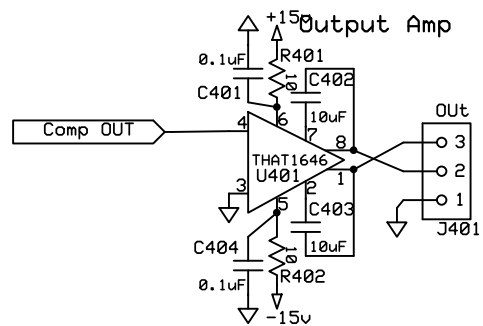 +15v
Output Amp
0.1uF
R401
10
C402
C401
10uF
6
7
OUt
4
8
3
Comp OUT
THAT1646
U401
2
1
3
2
1
5
C403
J401
C404
10
10uF
0.1uF
R402
-15v